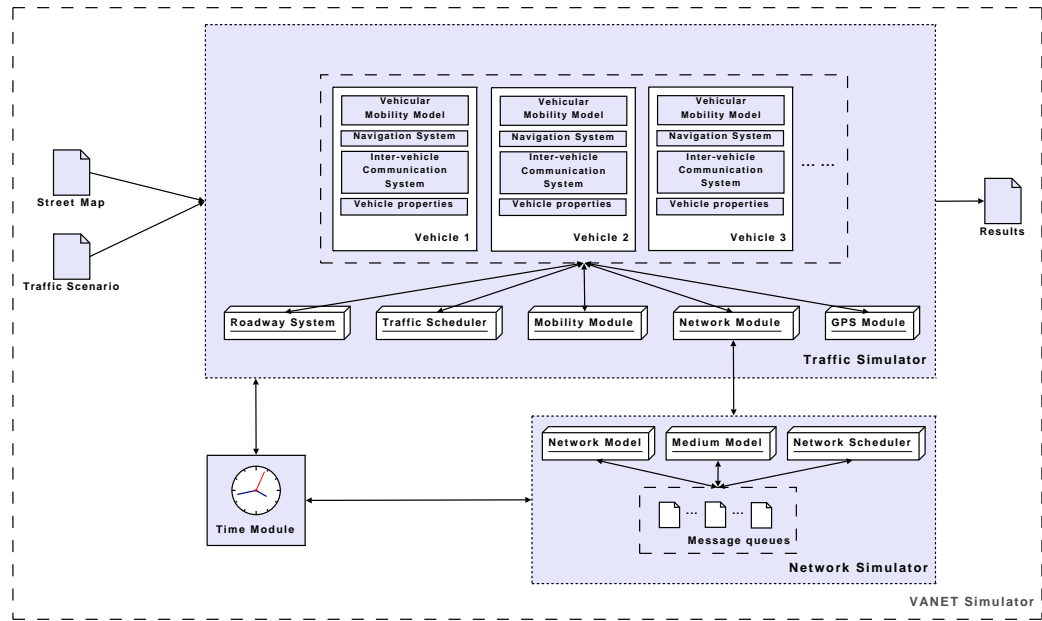 Vehicular
Mobility Model
Navigation System
Inter-vehicle
Communication
System
Vehicle properties
Vehicle 1
Vehicular
Mobility Model
Navigation System
Inter-vehicle
Communication
System
Vehicle properties
Vehicle 2
Vehicular
Mobility Model
Navigation System
Inter-vehicle
Communication
System
Vehicle properties
Vehicle 3
... ...
Street Map
Traffic Scenario
Results
Roadway System
Traffic Scheduler
Mobility Module
Network Module
GPS Module
Traffic Simulator
Network Model
Medium Model
Network Scheduler
... ...
Message queues
Time Module
Network Simulator
VANET Simulator